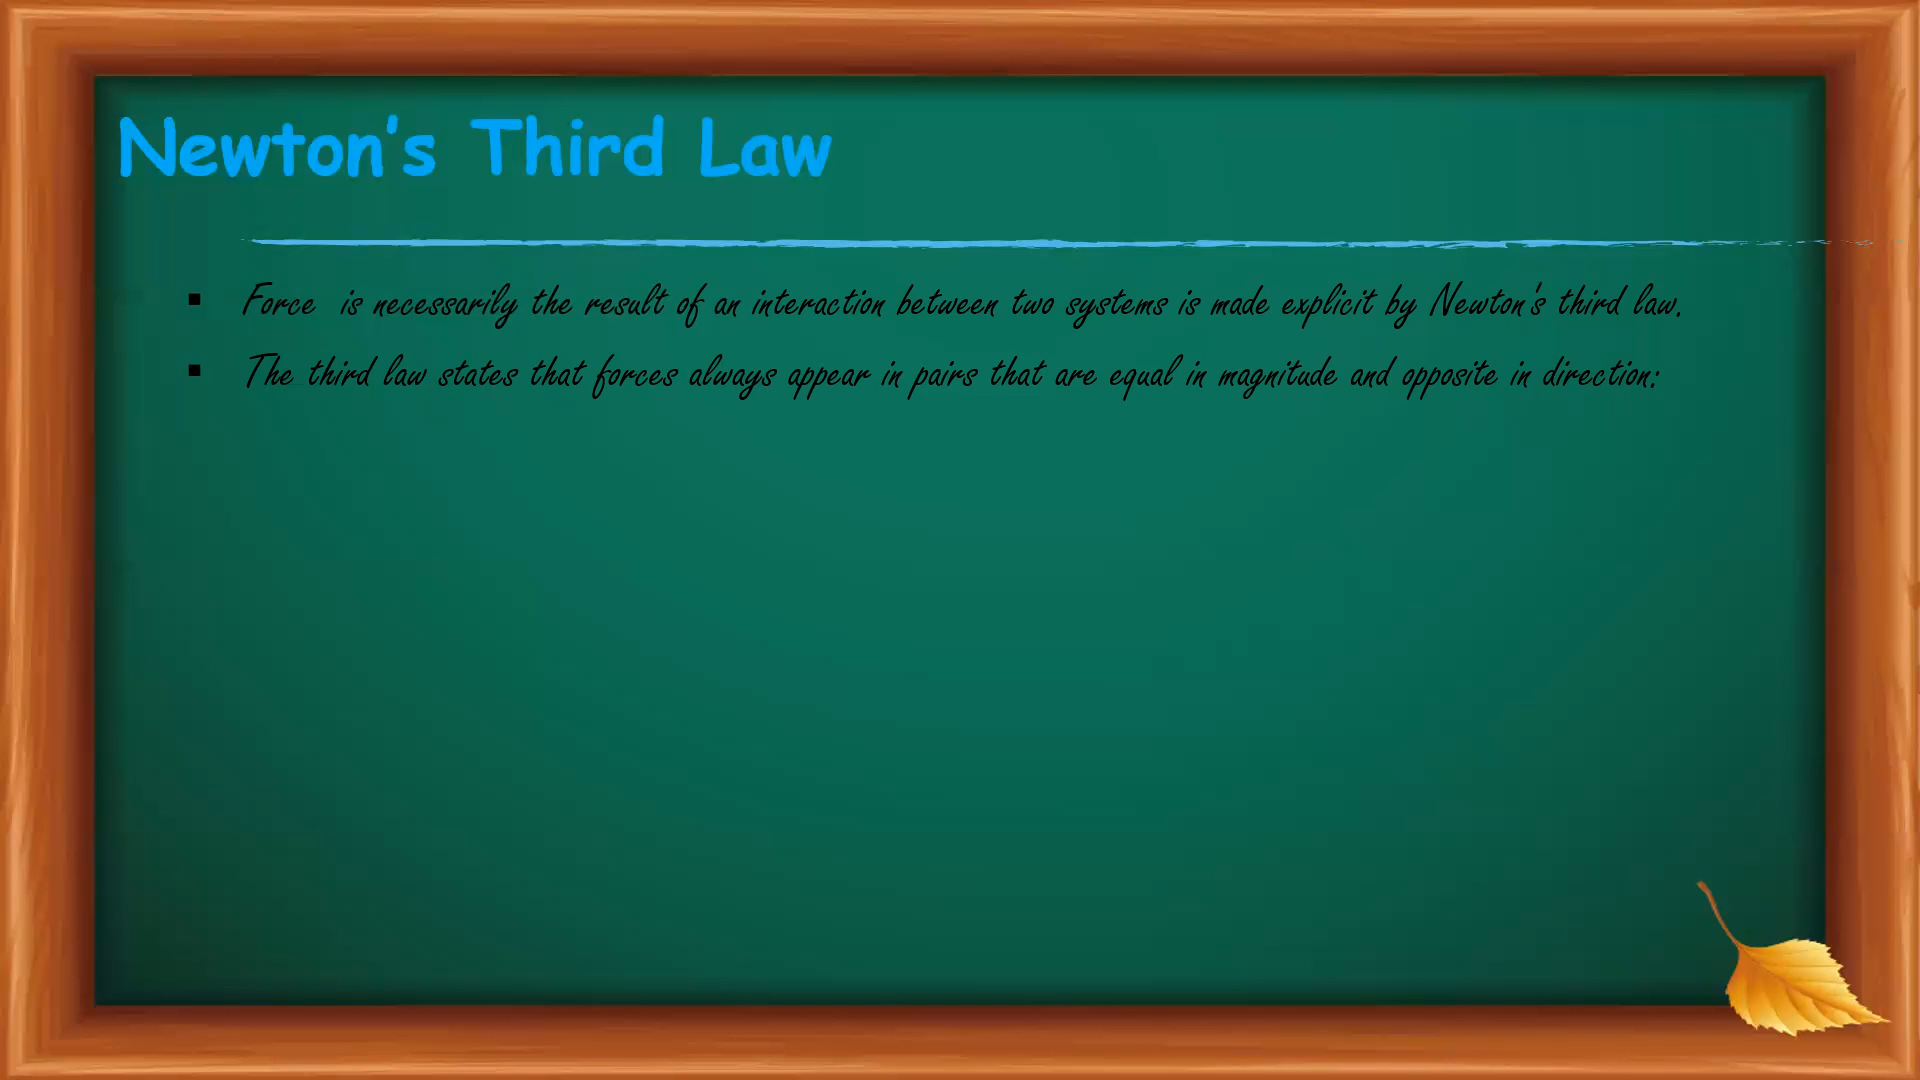 Newton's Third Law
▪ Force is necessarily the result of an interaction between two systems is made explicit by Newton's third law.
▪ The third law states that forces always appear in pairs that are equal in magnitude and opposite in direction: